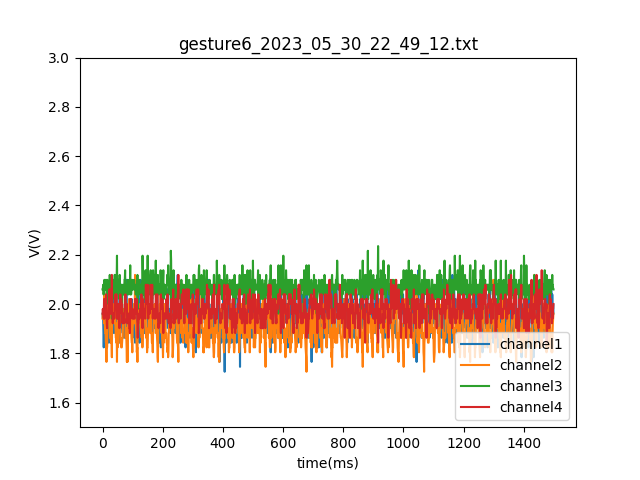 gesture6_2023_05_30_22_49_12.txt
V(V)
3.0
2.8
2.6
2.4
2.2
2.0
1.8
1.6
0 200 400 600 800 1000 1200 1400
time(ms)
channel1
channel2
channel3
channel4